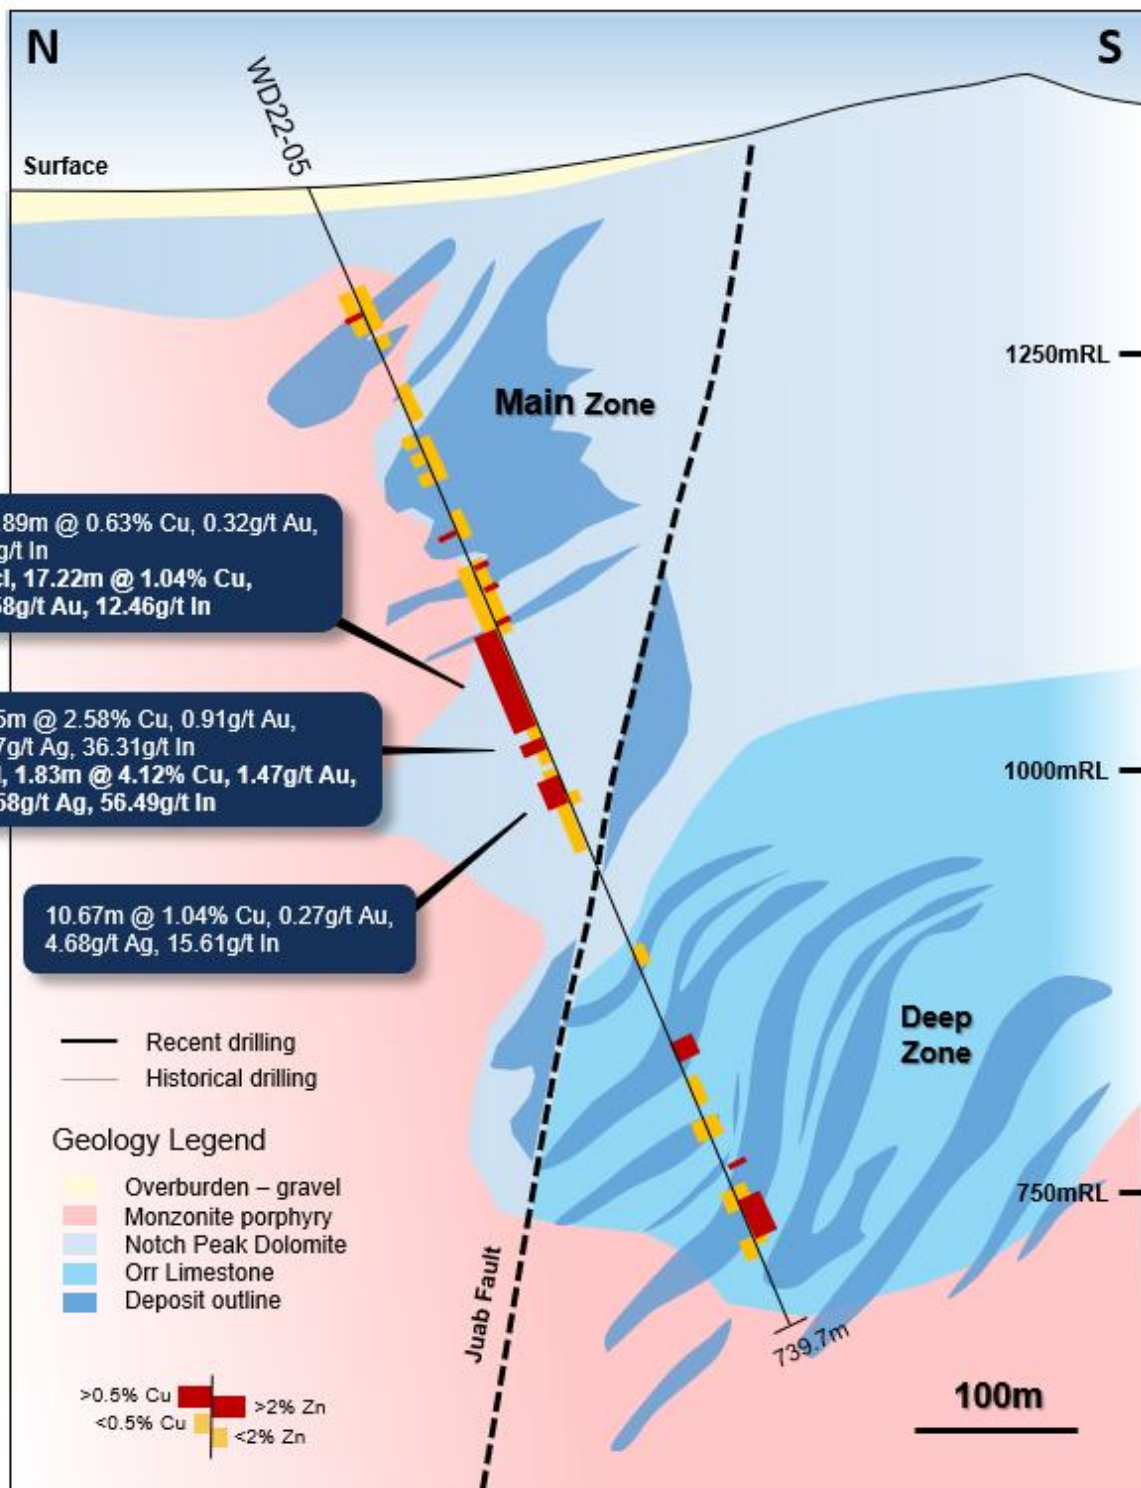 N
S
WD22-05
Surface
1250mRL
Main Zone
89m @ 0.63% Cu, 0.32g/t Au,
g/t In
17.22m @ 1.04% Cu,
g/t Au, 12.46g/t In
m @ 2.58% Cu, 0.91g/t Au,
g/t Ag, 36.31g/t In
1.83m @ 4.12% Cu, 1.47g/t Au,
g/t Ag, 56.49g/t In
1000mRL
10.67m @ 1.04% Cu, 0.27g/t Au,
4.68g/t Ag, 15.61g/t In
Deep
Zone
Recent drilling
Historical drilling
Geology Legend
Overburden – gravel
Monzonite porphyry
Notch Peak Dolomite
Orr Limestone
Deposit outline
750mRL
Juab Fault
739.7m
>0.5% Cu
>2% Zn
<0.5% Cu
<2% Zn
100m